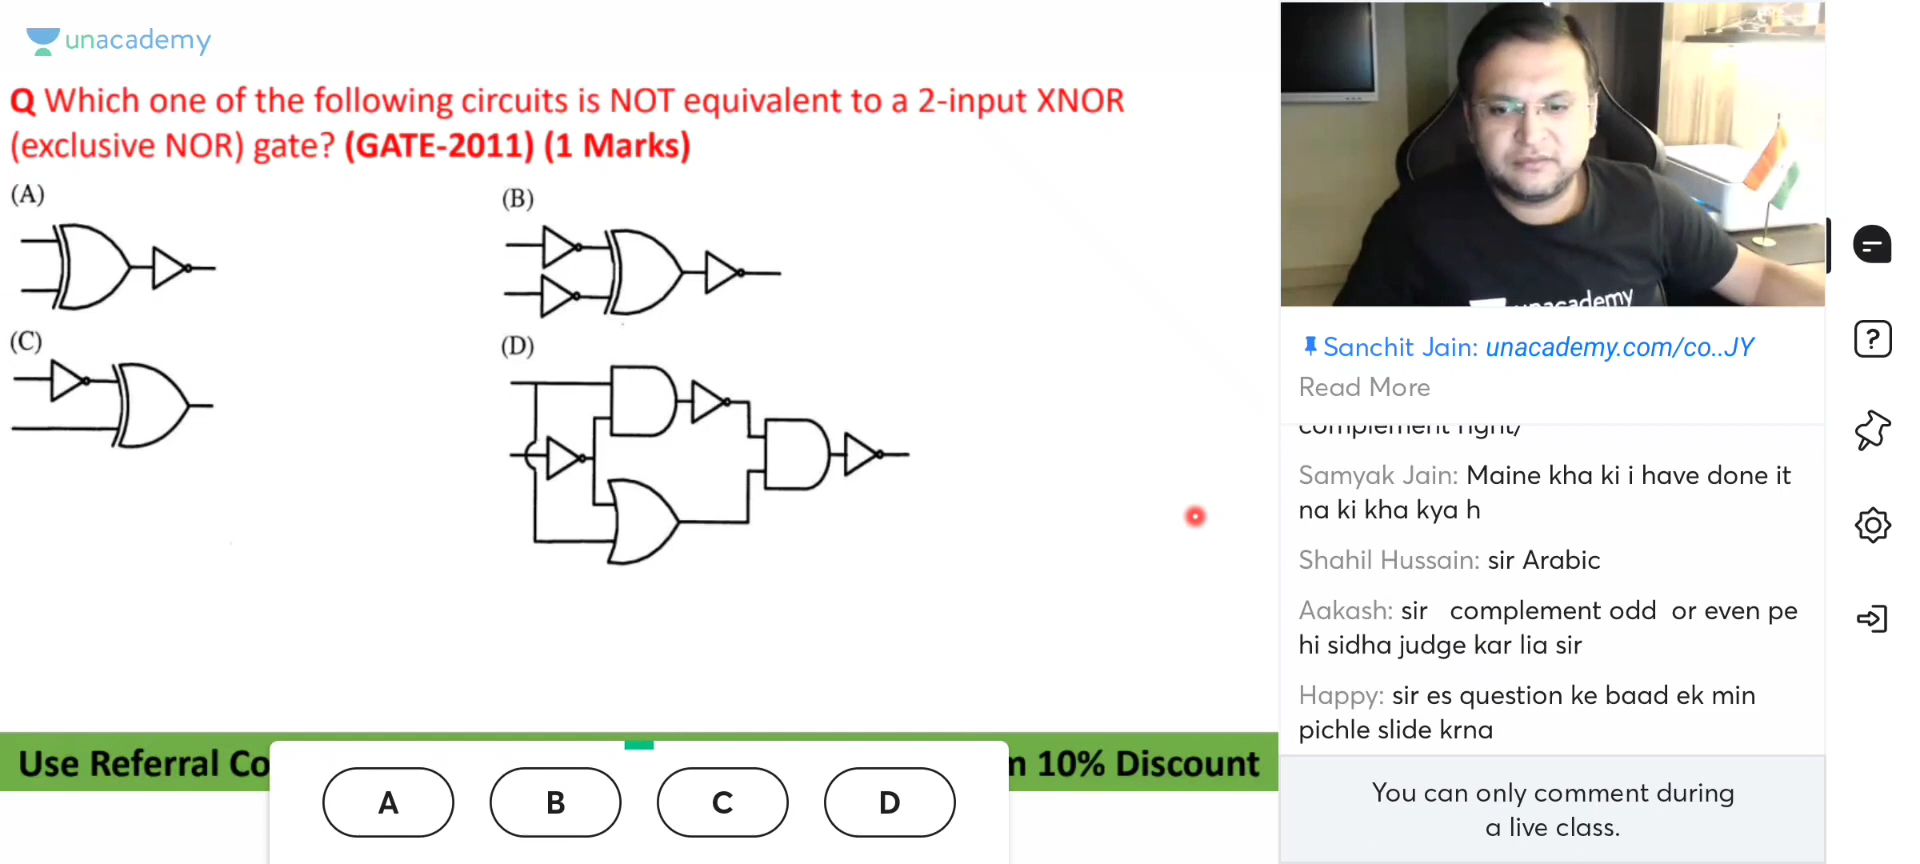 unacademy
Q Which one of the following circuits is NOT equivalent to a 2-input XNOR
(exclusive NOR) gate? (GATE-2011) (1 Marks)
(A)
(B)
(C)
(D)
Use Referral Co
10% Discount
A
B
C
D
unacademy
Sanchit Jain: unacademy.com/co..JY
Read More
complement right/
Samyak Jain: Maine kha ki i have done it
na ki kha kya h
Shahil Hussain: sir Arabic
Aakash: sir complement odd or even pe
hi sidha judge kar lia sir
Happy: sir es question ke baad ek min
pichle slide krna
You can only comment during
a live class.
?